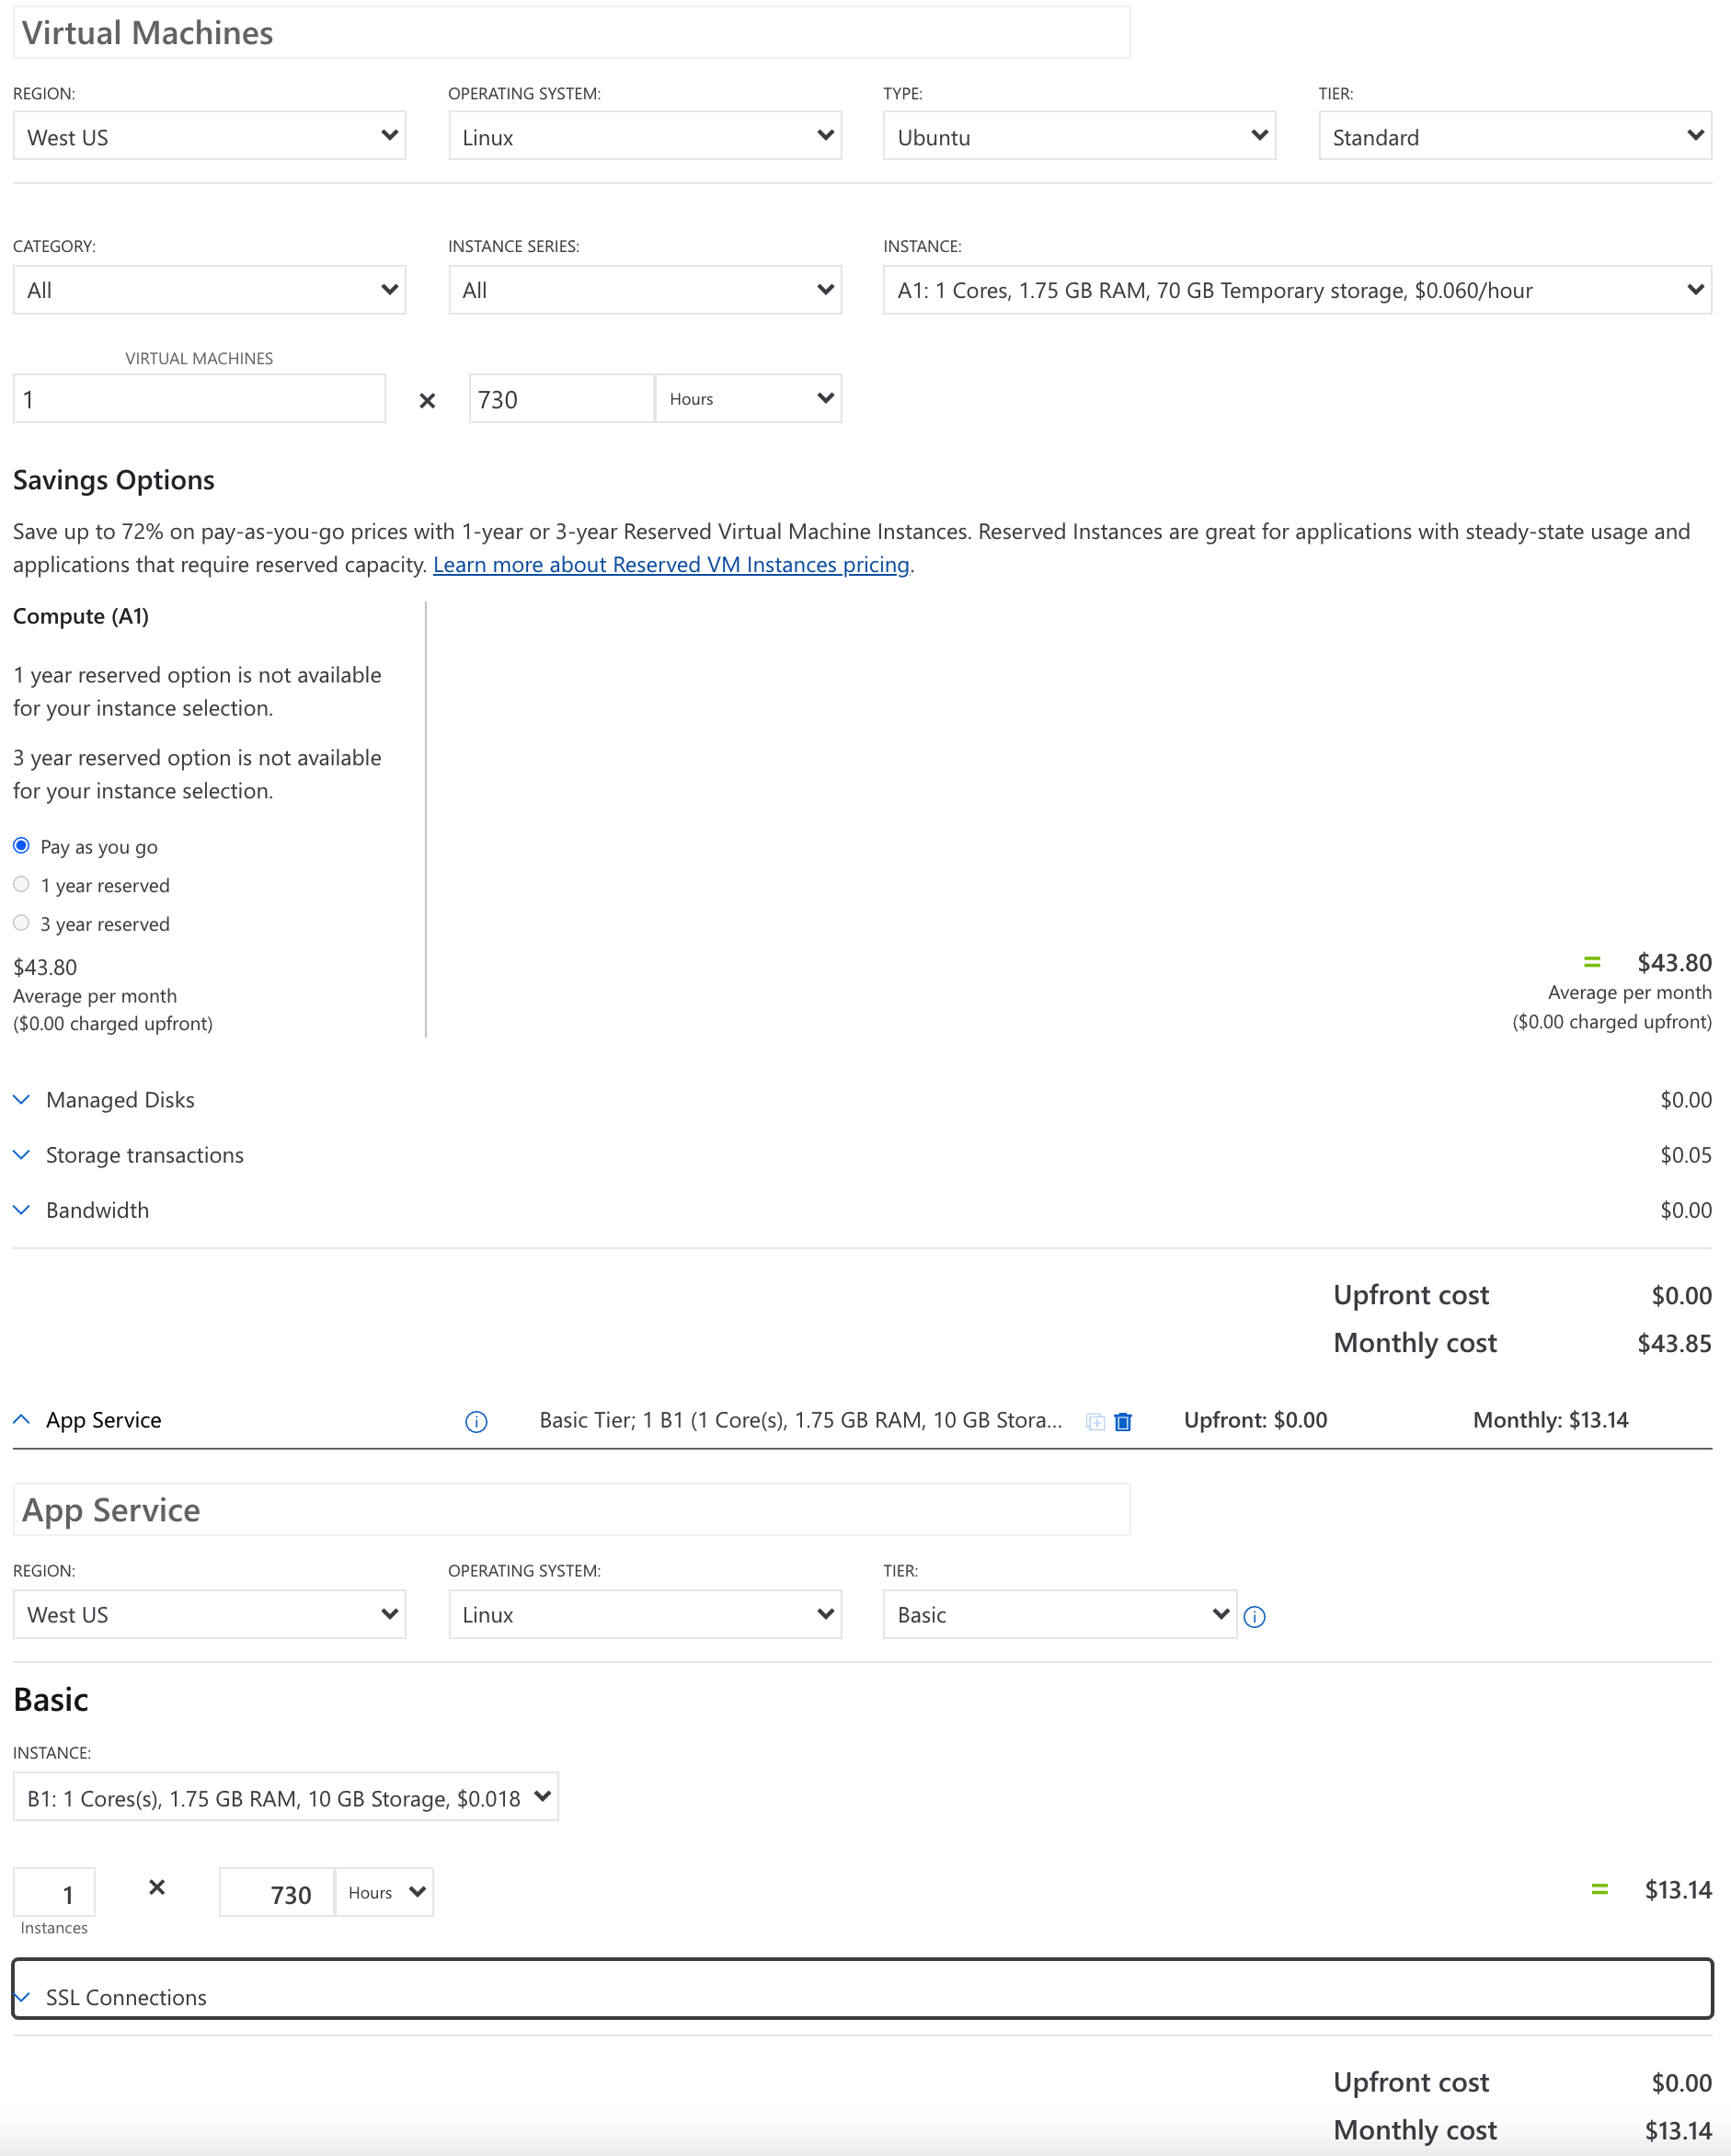 Virtual Machines
REGION: OPERATING SYSTEM: TYPE: TIER:
West US Linux Ubuntu Standard
CATEGORY: INSTANCE SERIES: INSTANCE:
All All A1: 1 Cores, 1.75 GB RAM, 70 GB Temporary storage, $0.060/hour
VIRTUAL MACHINES
1 × 730 Hours
Savings Options
Save up to 72% on pay-as-you-go prices with 1-year or 3-year Reserved Virtual Machine Instances. Reserved Instances are great for applications with steady-state usage and
applications that require reserved capacity. Learn more about Reserved VM Instances pricing.
Compute (A1)
1 year reserved option is not available
for your instance selection.
3 year reserved option is not available
for your instance selection.
Pay as you go
1 year reserved
3 year reserved
$43.80
Average per month
($0.00 charged upfront)
= $43.80
Average per month
($0.00 charged upfront)
Managed Disks $0.00
Storage transactions $0.05
Bandwidth $0.00
Upfront cost $0.00
Monthly cost $43.85
App Service Basic Tier; 1 B1 (1 Core(s), 1.75 GB RAM, 10 GB Stora... Upfront: $0.00 Monthly: $13.14
App Service
REGION: OPERATING SYSTEM: TIER:
West US Linux Basic
Basic
INSTANCE:
B1: 1 Cores(s), 1.75 GB RAM, 10 GB Storage, $0.018
1 × 730 Hours = $13.14
Instances
SSL Connections
Upfront cost $0.00
Monthly cost $13.14